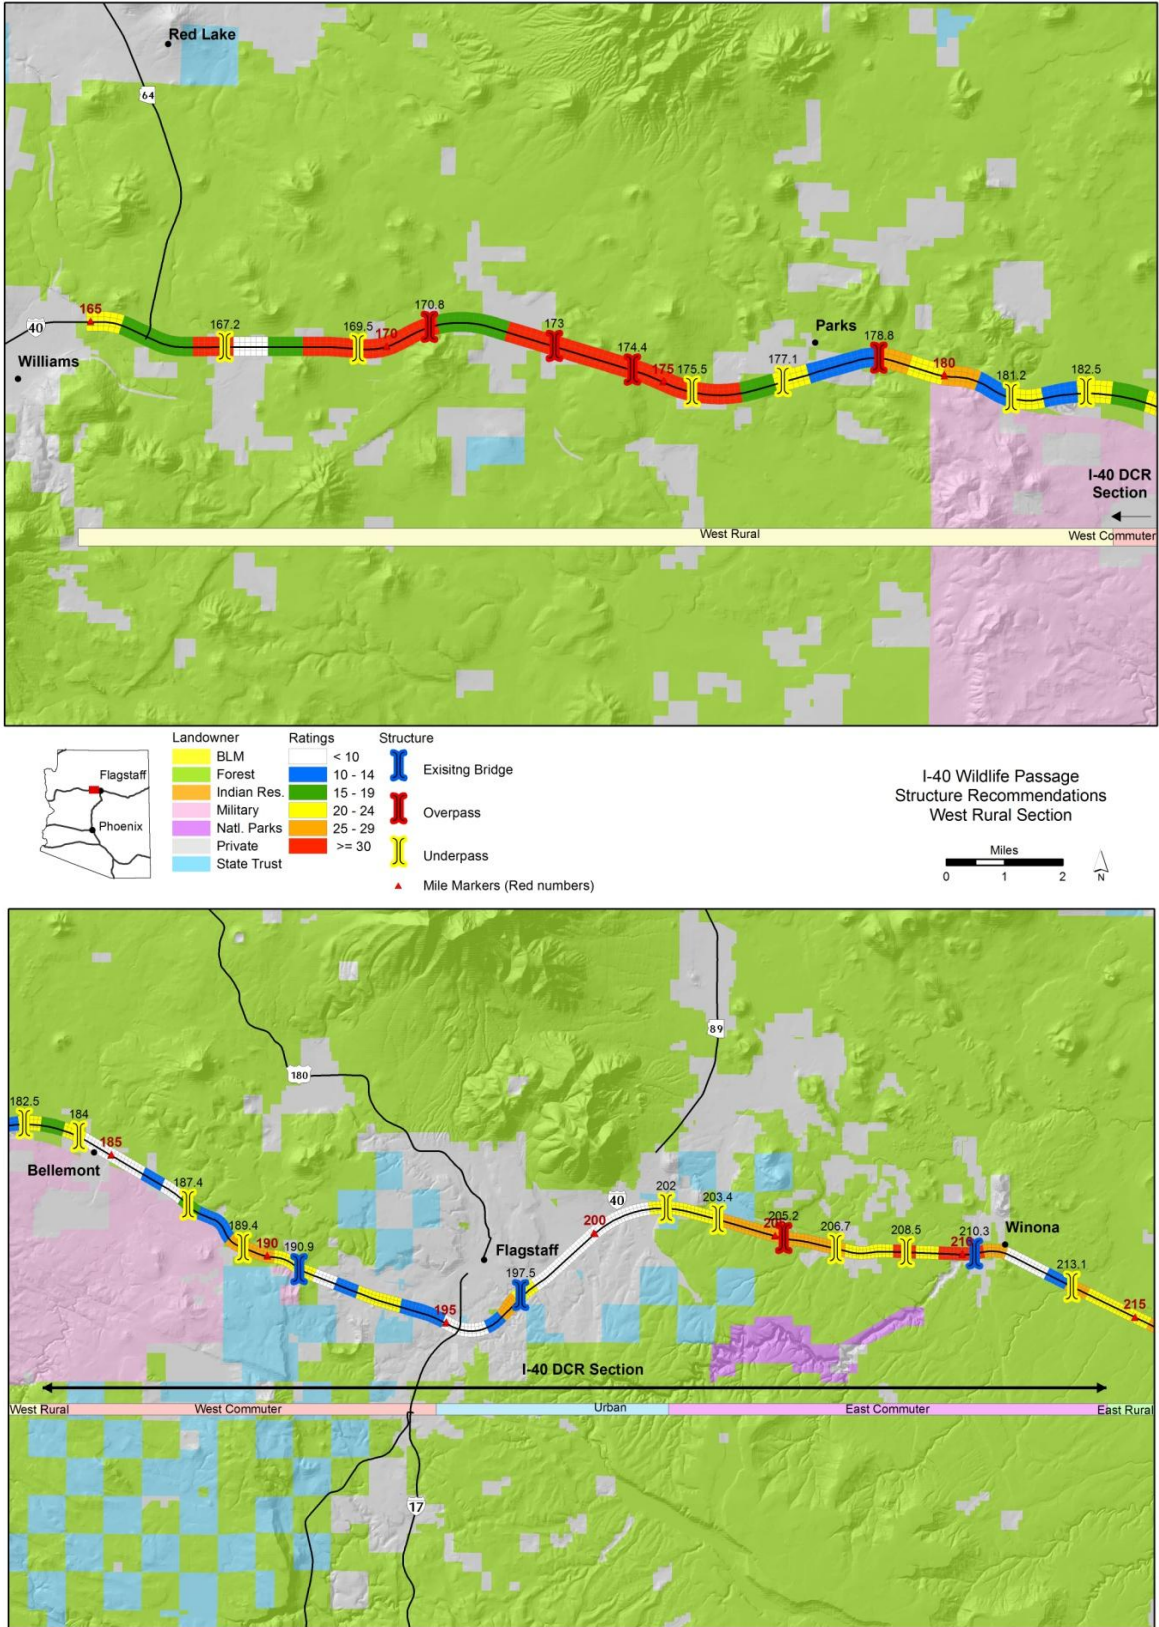 Red Lake
64
170.8
165
173
40
167.2
169.5
170
Parks
178.8
174.4
Williams
175
175.5
177.1
180
181.2
182.5
I-40 DCR
Section
West Rural
West Commuter
Landowner
BLM
Forest
Indian Res.
Military
Natl. Parks
Private
State Trust
Ratings
< 10
10 - 14
15 - 19
20 - 24
25 - 29
>= 30
Structure
Exisitng Bridge
Overpass
Underpass
Mile Markers (Red numbers)
Flagstaff
Phoenix
I-40 Wildlife Passage
Structure Recommendations
West Rural Section
Miles
0 1 2
N
89
180
182.5
184
185
Bellemont
187.4
189.4
190
190.9
195
197.5
Flagstaff
200
40
202
203.4
205.2
206.7
208.5
210
210.3
Winona
213.1
215
I-40 DCR Section
West Rural
West Commuter
Urban
East Commuter
East Rural
17